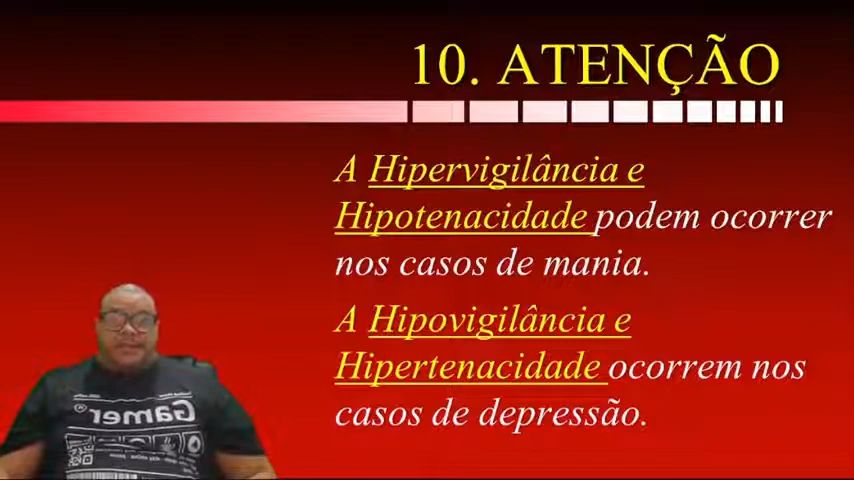 10. ATENÇÃO
A Hipervigilância e
Hipotenacidade podem ocorrer
nos casos de mania.
A Hipovigilância e
Hipertenacidade ocorrem nos
casos de depressão.
Gamer